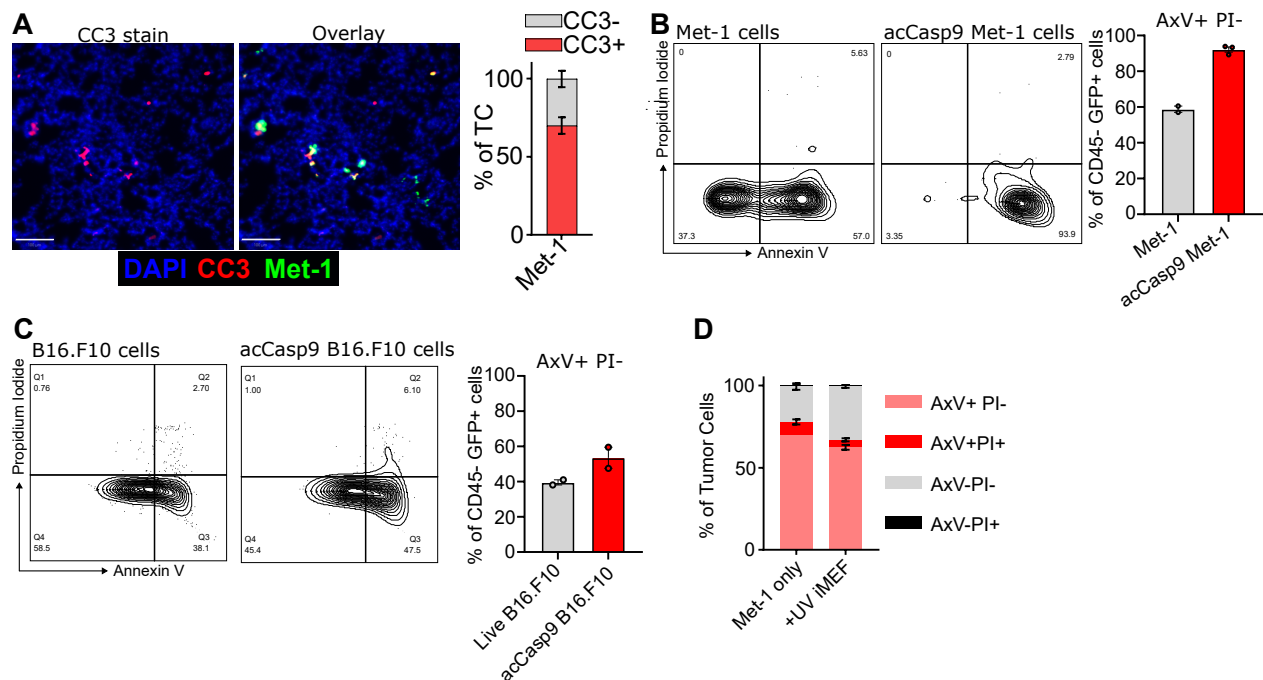 A
CC3 stain
Overlay
DAPI CC3 Met-1
CC3-
CC3+
% of TC
100
50
0
Met-1
B
Met-1 cells
acCasp9 Met-1 cells
Propidium Iodide
Annexin V
0
5.63
37.3
57.0
0
2.79
3.35
93.9
AxV+ PI-
% of CD45- GFP+ cells
100
80
60
40
20
0
Met-1
acCasp9 Met-1
C
B16.F10 cells
acCasp9 B16.F10 cells
Propidium Iodide
Annexin V
Q1
0.76
Q2
2.70
Q4
58.5
Q3
38.1
Q1
1.00
Q2
6.10
Q4
45.4
Q3
47.5
AxV+ PI-
% of CD45- GFP+ cells
100
80
60
40
20
0
Live B16.F10
acCasp9 B16.F10
D
% of Tumor Cells
100
50
0
Met-1 only
+UV iMEF
AxV+ PI-
AxV+PI+
AxV-PI-
AxV-PI+